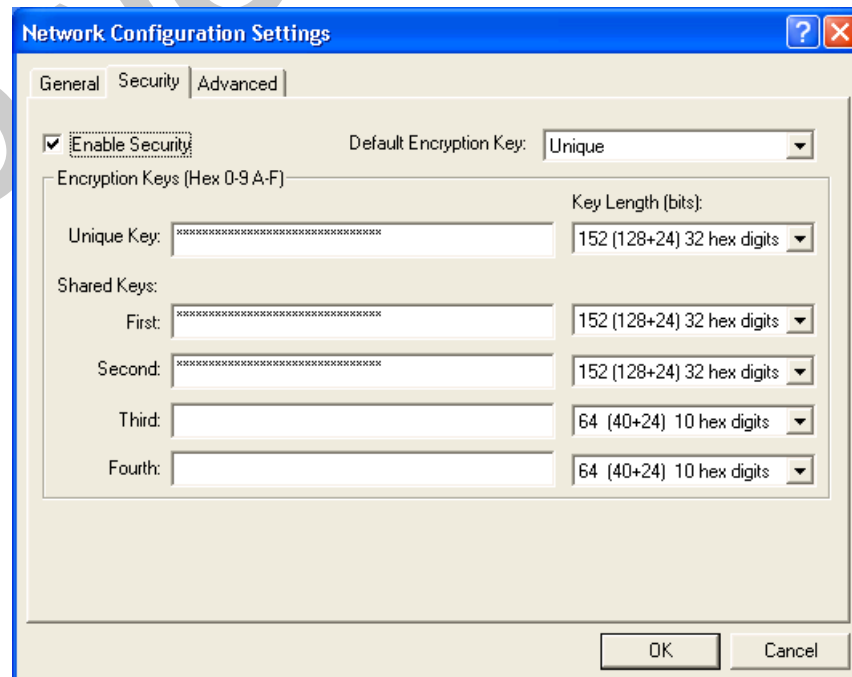 Network Configuration Settings
General Security Advanced
Enable Security Default Encryption Key: Unique
Encryption Keys (Hex 0-9 A-F)
Key Length (bits):
Unique Key: ******************************** 152 (128+24) 32 hex digits
Shared Keys:
First: ******************************** 152 (128+24) 32 hex digits
Second: ******************************** 152 (128+24) 32 hex digits
Third: 64 (40+24) 10 hex digits
Fourth: 64 (40+24) 10 hex digits
OK Cancel